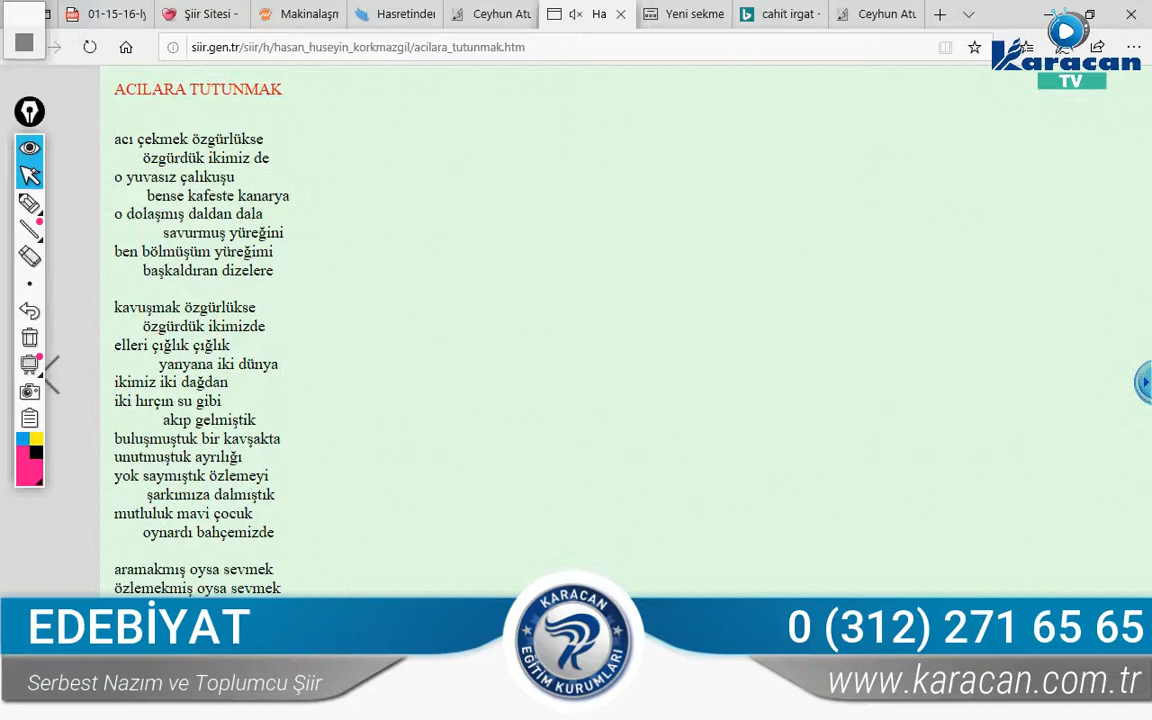 01-15-16-ly
Şiir Sitesi -
Makinalaşn
Hasretinder
Ceyhun Atı
Ha
Yeni sekme
cahit irgat -
Ceyhun Atı
siir.gen.tr/siir/h/hasan_huseyin_korkmazgil/acilara_tutunmak.htm
Karacan
TV
ACILARA TUTUNMAK
acı çekmek özgürlükse
özgürdük ikimiz de
o yuvasız çalıkuşu
bense kafeste kanarya
o dolaşmış daldan dala
savurmuş yüreğini
ben bölmüşüm yüreğimi
başkaldıran dizelere
kavuşmak özgürlükse
özgürdük ikimizde
elleri çığlık çığlık
yanyana iki dünya
ikimiz iki dağdan
iki hırçın su gibi
akıp gelmiştik
buluşmuştuk bir kavşakta
unutmuştuk ayrılığı
yok saymıştık özlemeyi
şarkımıza dalmıştık
mutluluk mavi çocuk
oynardı bahçemizde
aramakmış oysa sevmek
özlemekmiş oysa sevmek
EDEBİYAT
Serbest Nazım ve Toplumcu Şiir
KARACAN
EĞİTİM KURUMLARI
0 (312) 271 65 65
www.karacan.com.tr